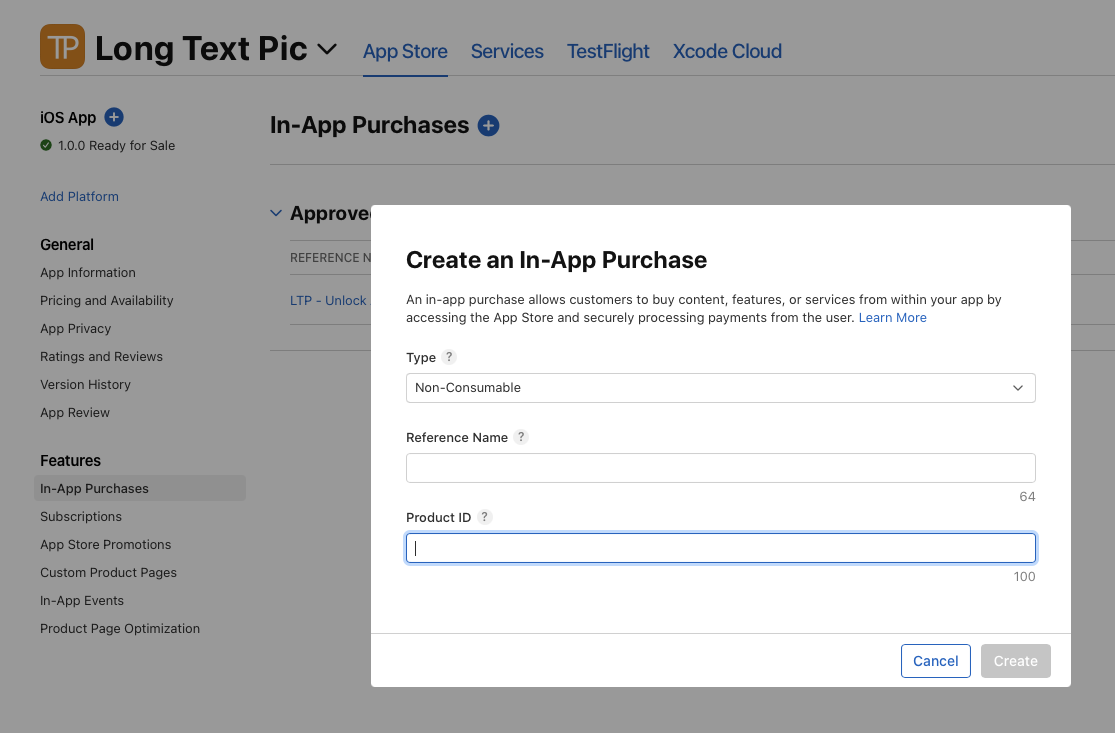 TP Long Text Pic App Store Services TestFlight Xcode Cloud
iOS App
1.0.0 Ready for Sale
Add Platform
General
App Information
Pricing and Availability
App Privacy
Ratings and Reviews
Version History
App Review
Features
In-App Purchases
Subscriptions
App Store Promotions
Custom Product Pages
In-App Events
Product Page Optimization
In-App Purchases
Approve
REFERENCE N
LTP - Unlock
Create an In-App Purchase
An in-app purchase allows customers to buy content, features, or services from within your app by
accessing the App Store and securely processing payments from the user. Learn More
Type ?
Non-Consumable
Reference Name ?
64
Product ID ?
100
Cancel Create